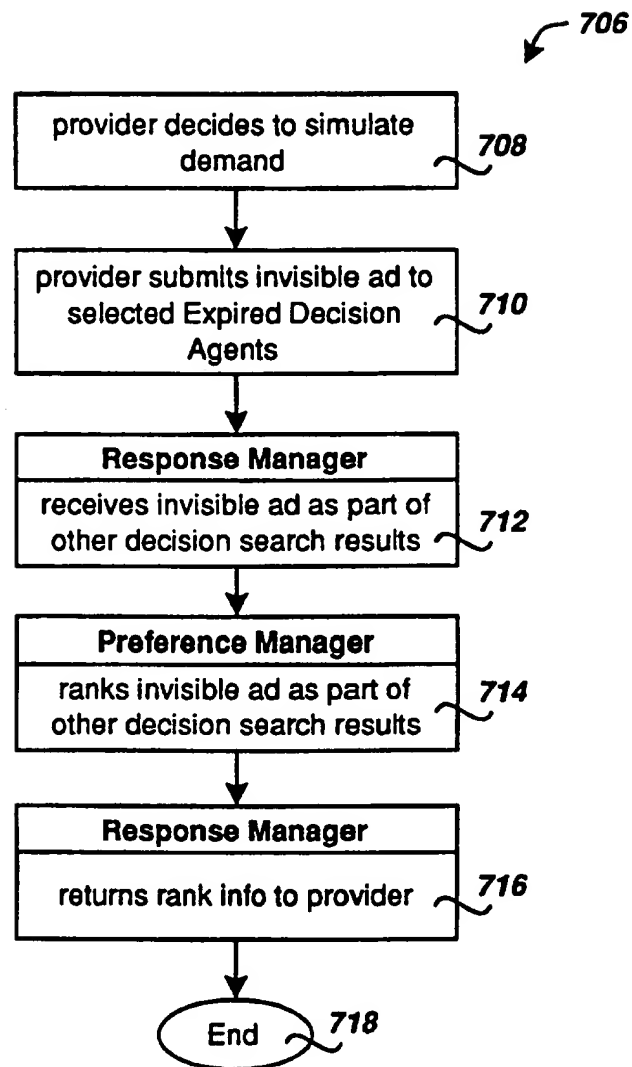 706
provider decides to simulate
demand
708
provider submits invisible ad to
selected Expired Decision
Agents
710
Response Manager
receives invisible ad as part of
other decision search results
712
Preference Manager
ranks invisible ad as part of
other decision search results
714
Response Manager
returns rank info to provider
716
End
718